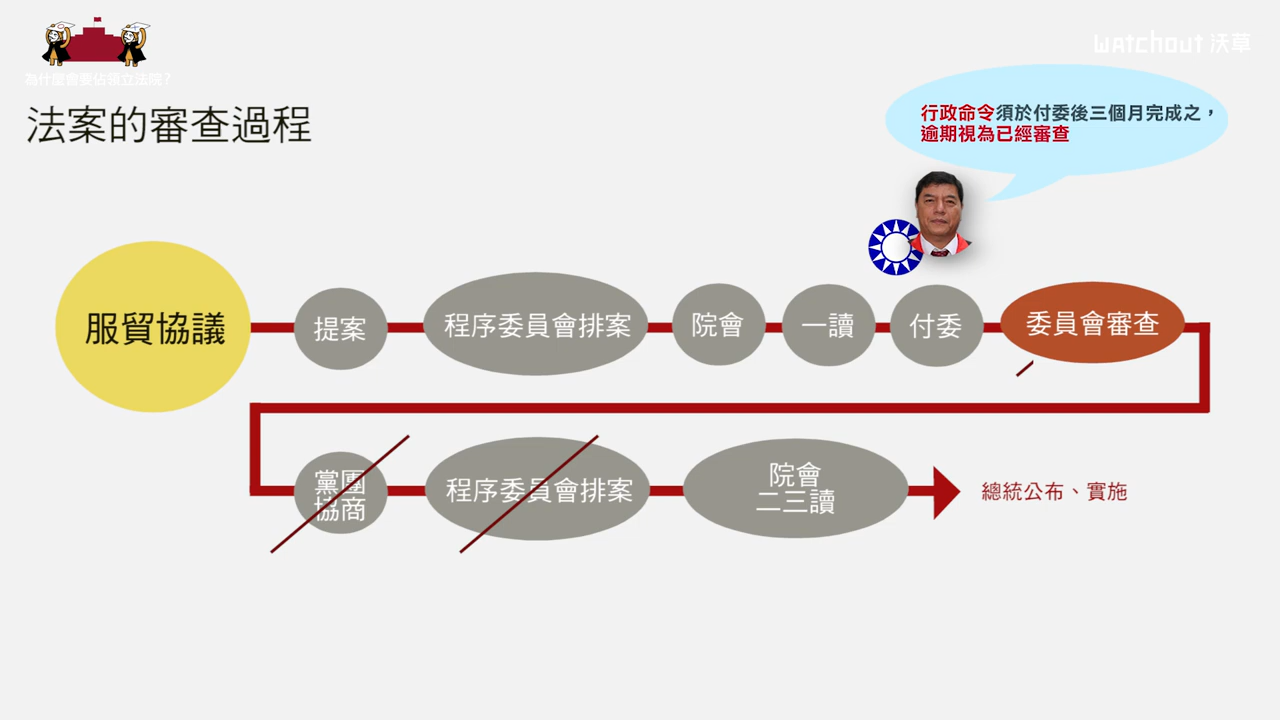 為什麼會要佔領立法院?
watchout 沃草
法案的審查過程
行政命令須於付委後三個月完成之，
逾期視為已經審查
服貿協議
提案
程序委員會排案
院會
一讀
付委
委員會審查
黨團
協商
程序委員會排案
院會
二三讀
總統公布、實施